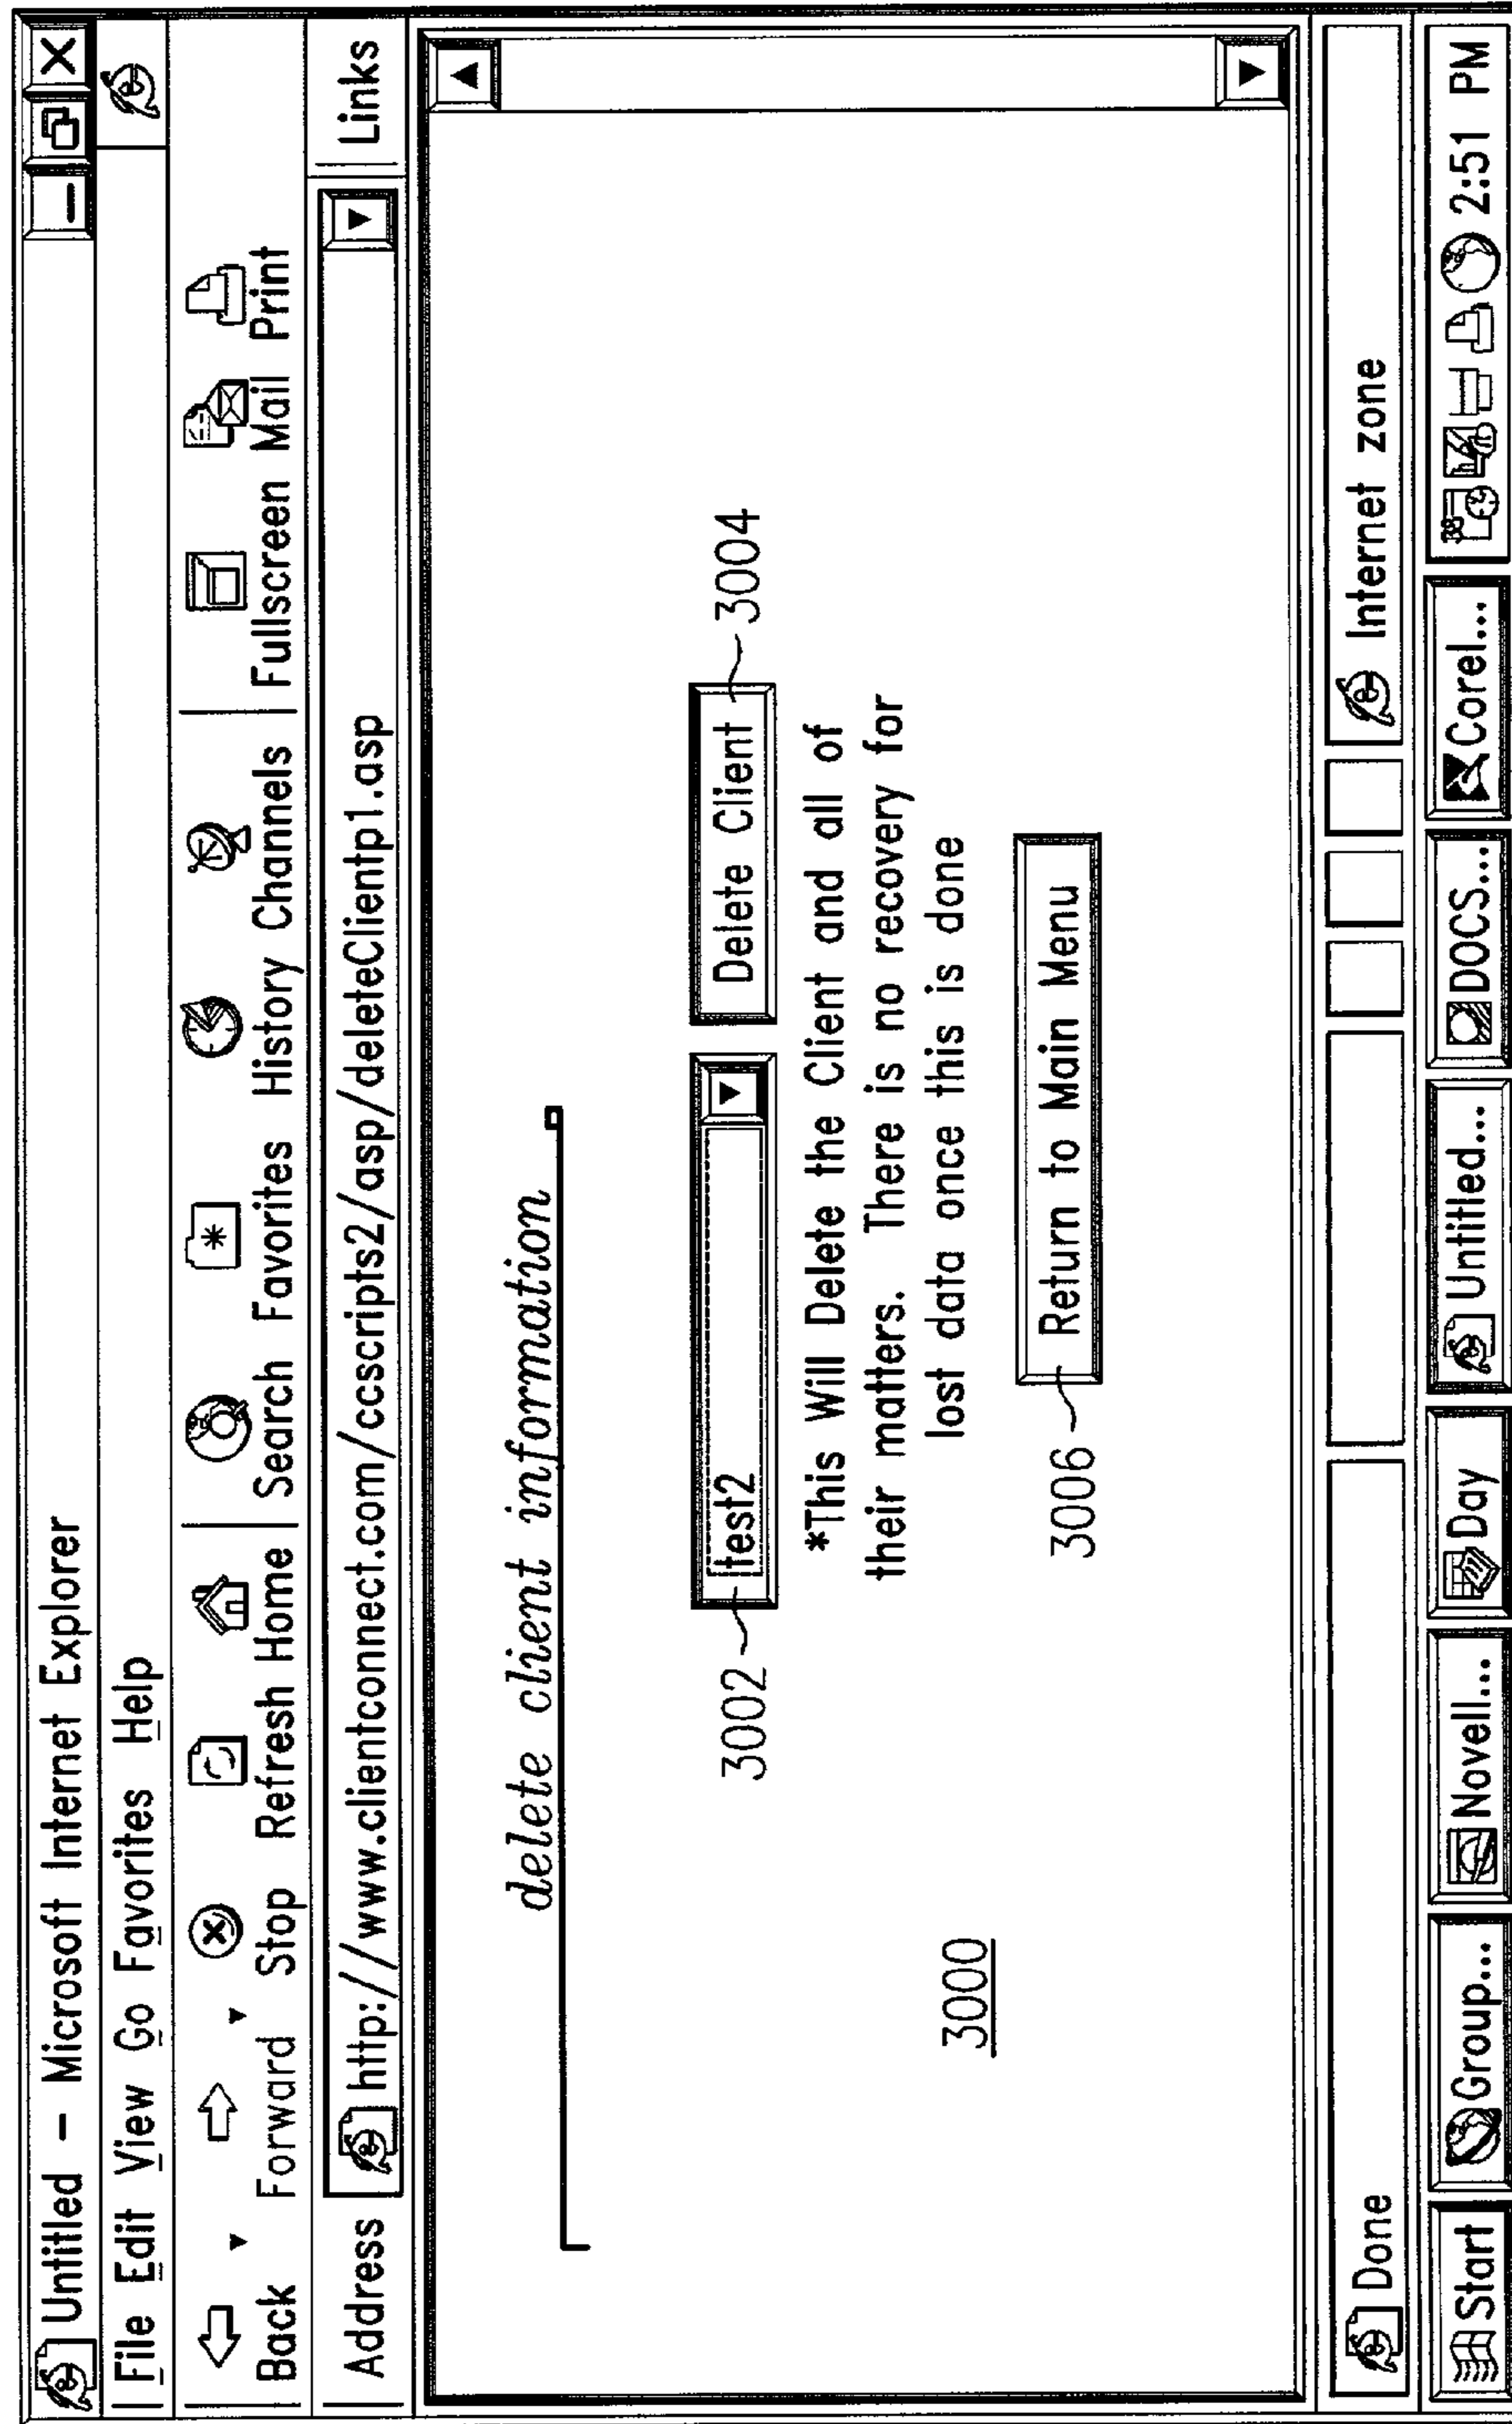 Untitled - Microsoft Internet Explorer
File Edit View Go Favorites Help
Back Forward Stop Refresh Home Search Favorites History Channels Fullscreen Mail Print
Address http://www.clientconnect.com/ccscripts2/asp/deleteClientp1.asp Links
delete client information
3002 test2 Delete Client 3004
*This Will Delete the Client and all of
their matters. There is no recovery for
lost data once this is done
3006 Return to Main Menu
3000
Done Internet zone
Start Group... Novell... Day Untitled... DOCS... Corel... 38 2:51 PM